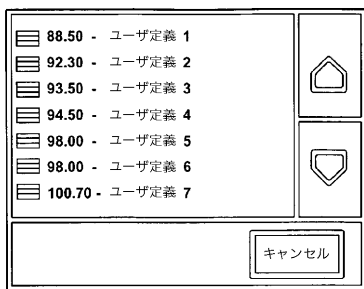 88.50 - ユーザ定義 1
92.30 - ユーザ定義 2
93.50 - ユーザ定義 3
94.50 - ユーザ定義 4
98.00 - ユーザ定義 5
98.00 - ユーザ定義 6
100.70 - ユーザ定義 7
キャンセル